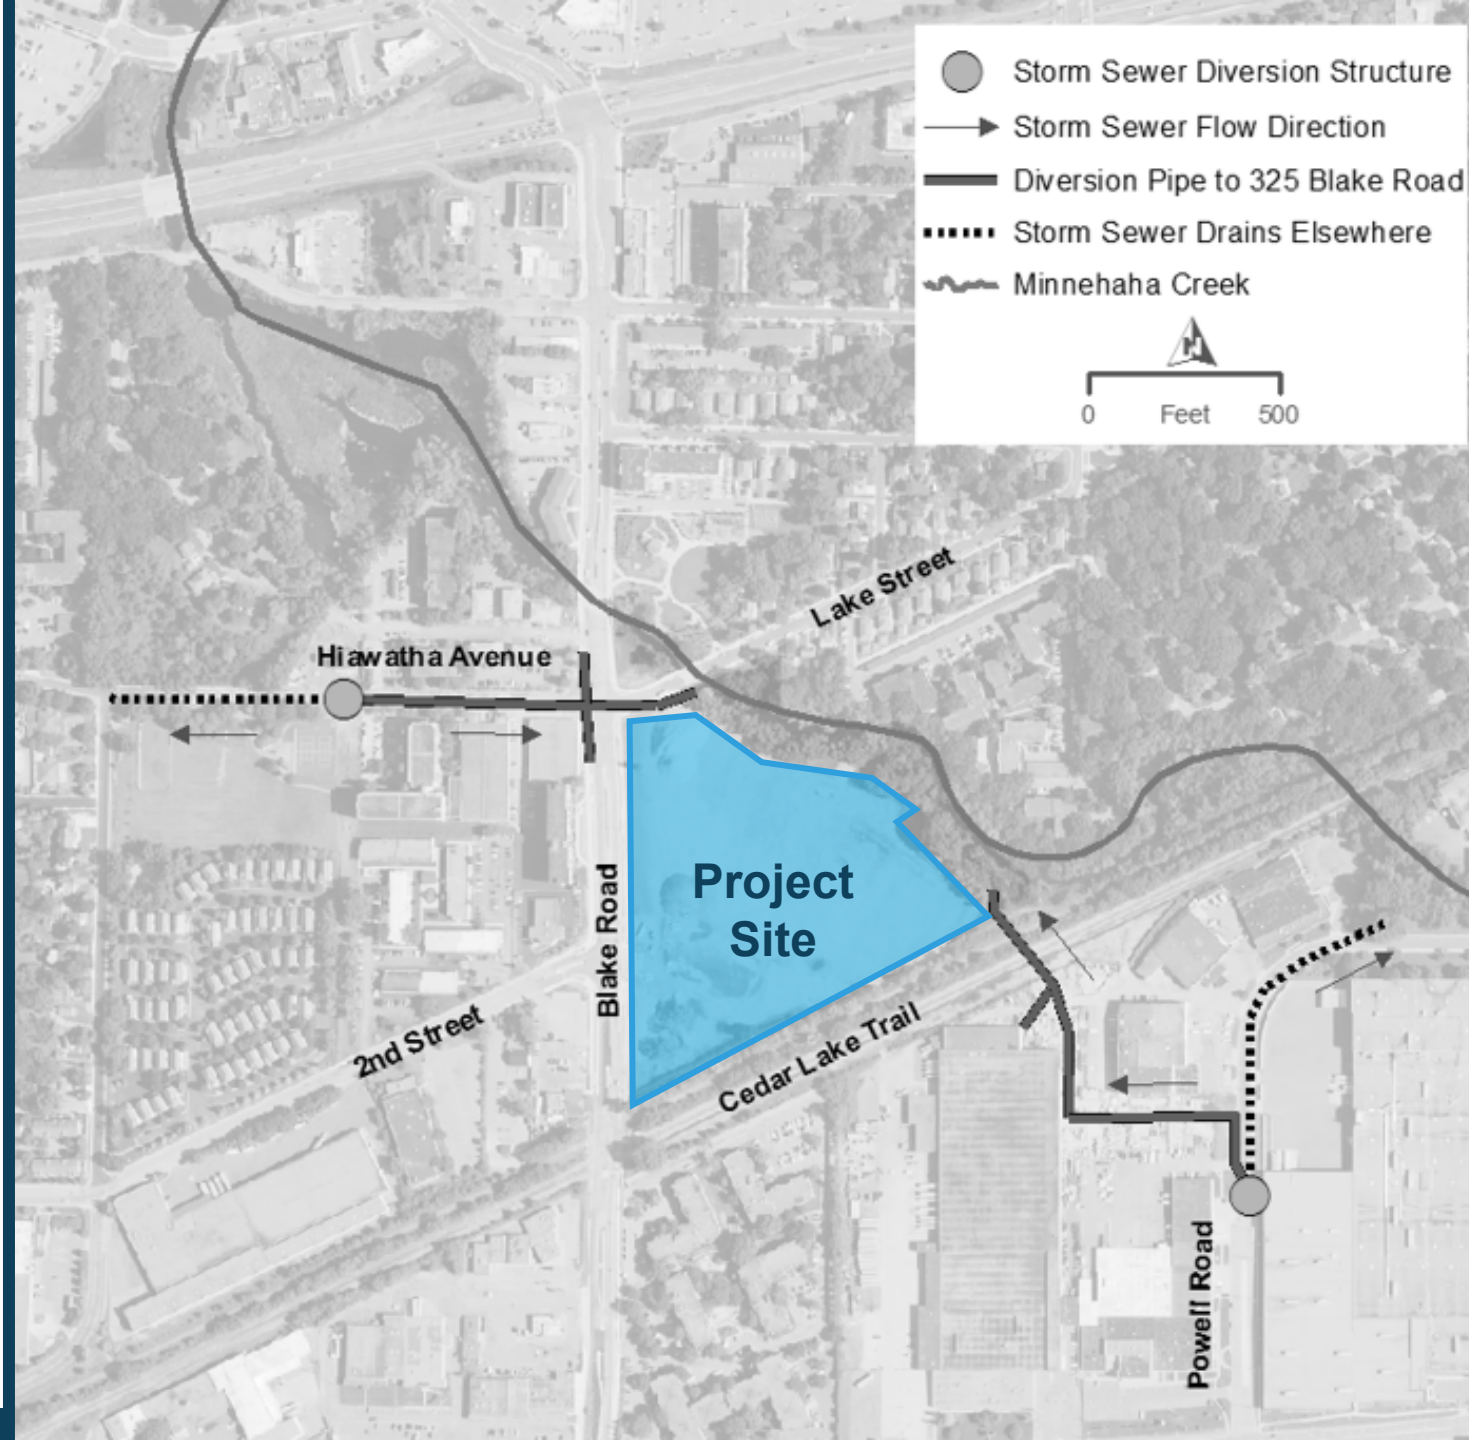 Storm Sewer Diversion Structure
Storm Sewer Flow Direction
Diversion Pipe to 325 Blake Road
Storm Sewer Drains Elsewhere
Minnehaha Creek
N
0 Feet 500
Lake Street
Hiawatha Avenue
Project
Site
Blake Road
2nd Street
Cedar Lake Trail
Powell Road